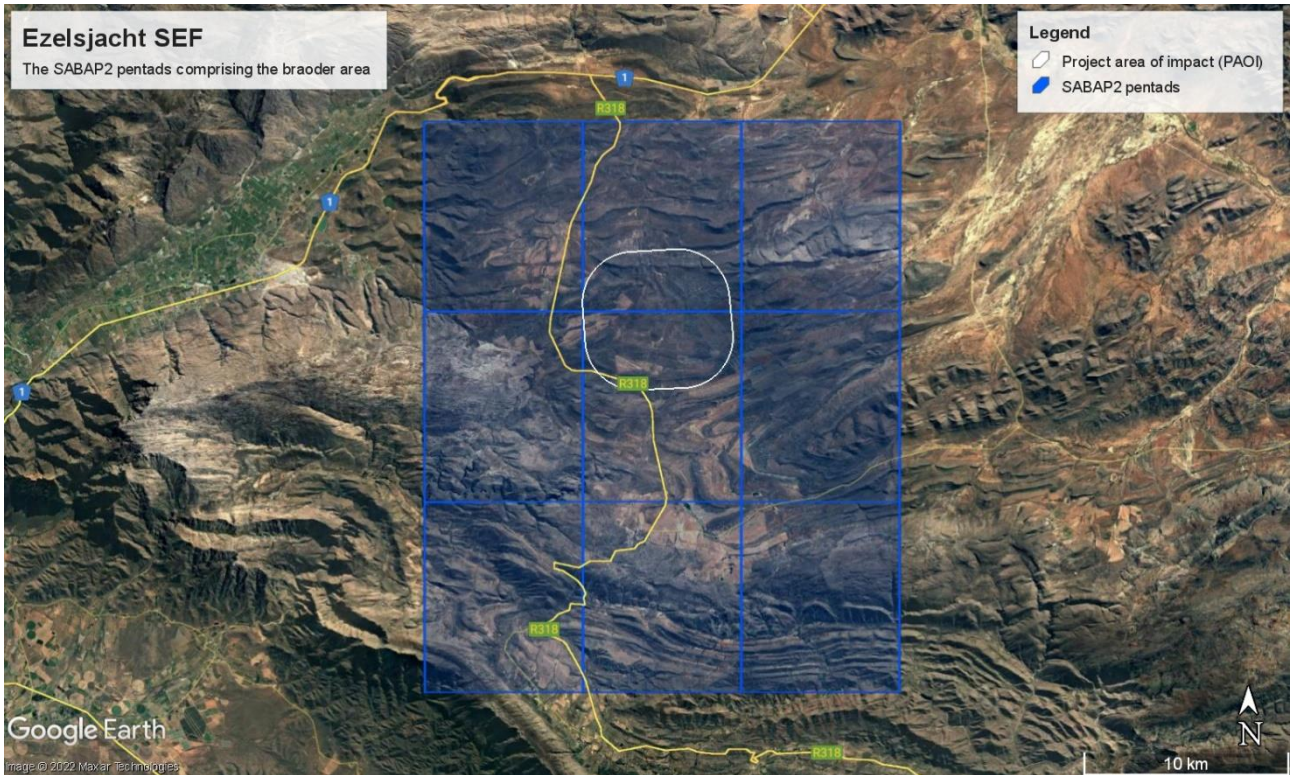 Ezelsjacht SEF
The SABAP2 pentads comprising the braoder area
Legend
Project area of impact (PAOI)
SABAP2 pentads
1
R318
1
1
R318
R318
R318
Google Earth
Image © 2022 Maxar Technologies
N
10 km